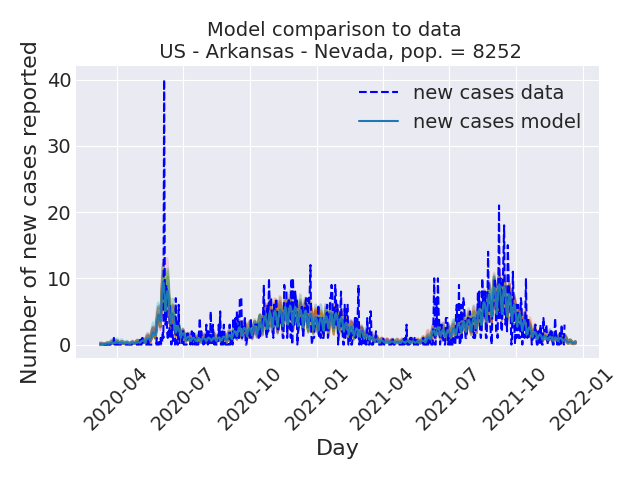 Model comparison to data
US - Arkansas - Nevada, pop. = 8252
Number of new cases reported
40
30
20
10
0
new cases data
new cases model
2020-04
2020-07
2020-10
2021-01
2021-04
2021-07
2021-10
2022-01
Day